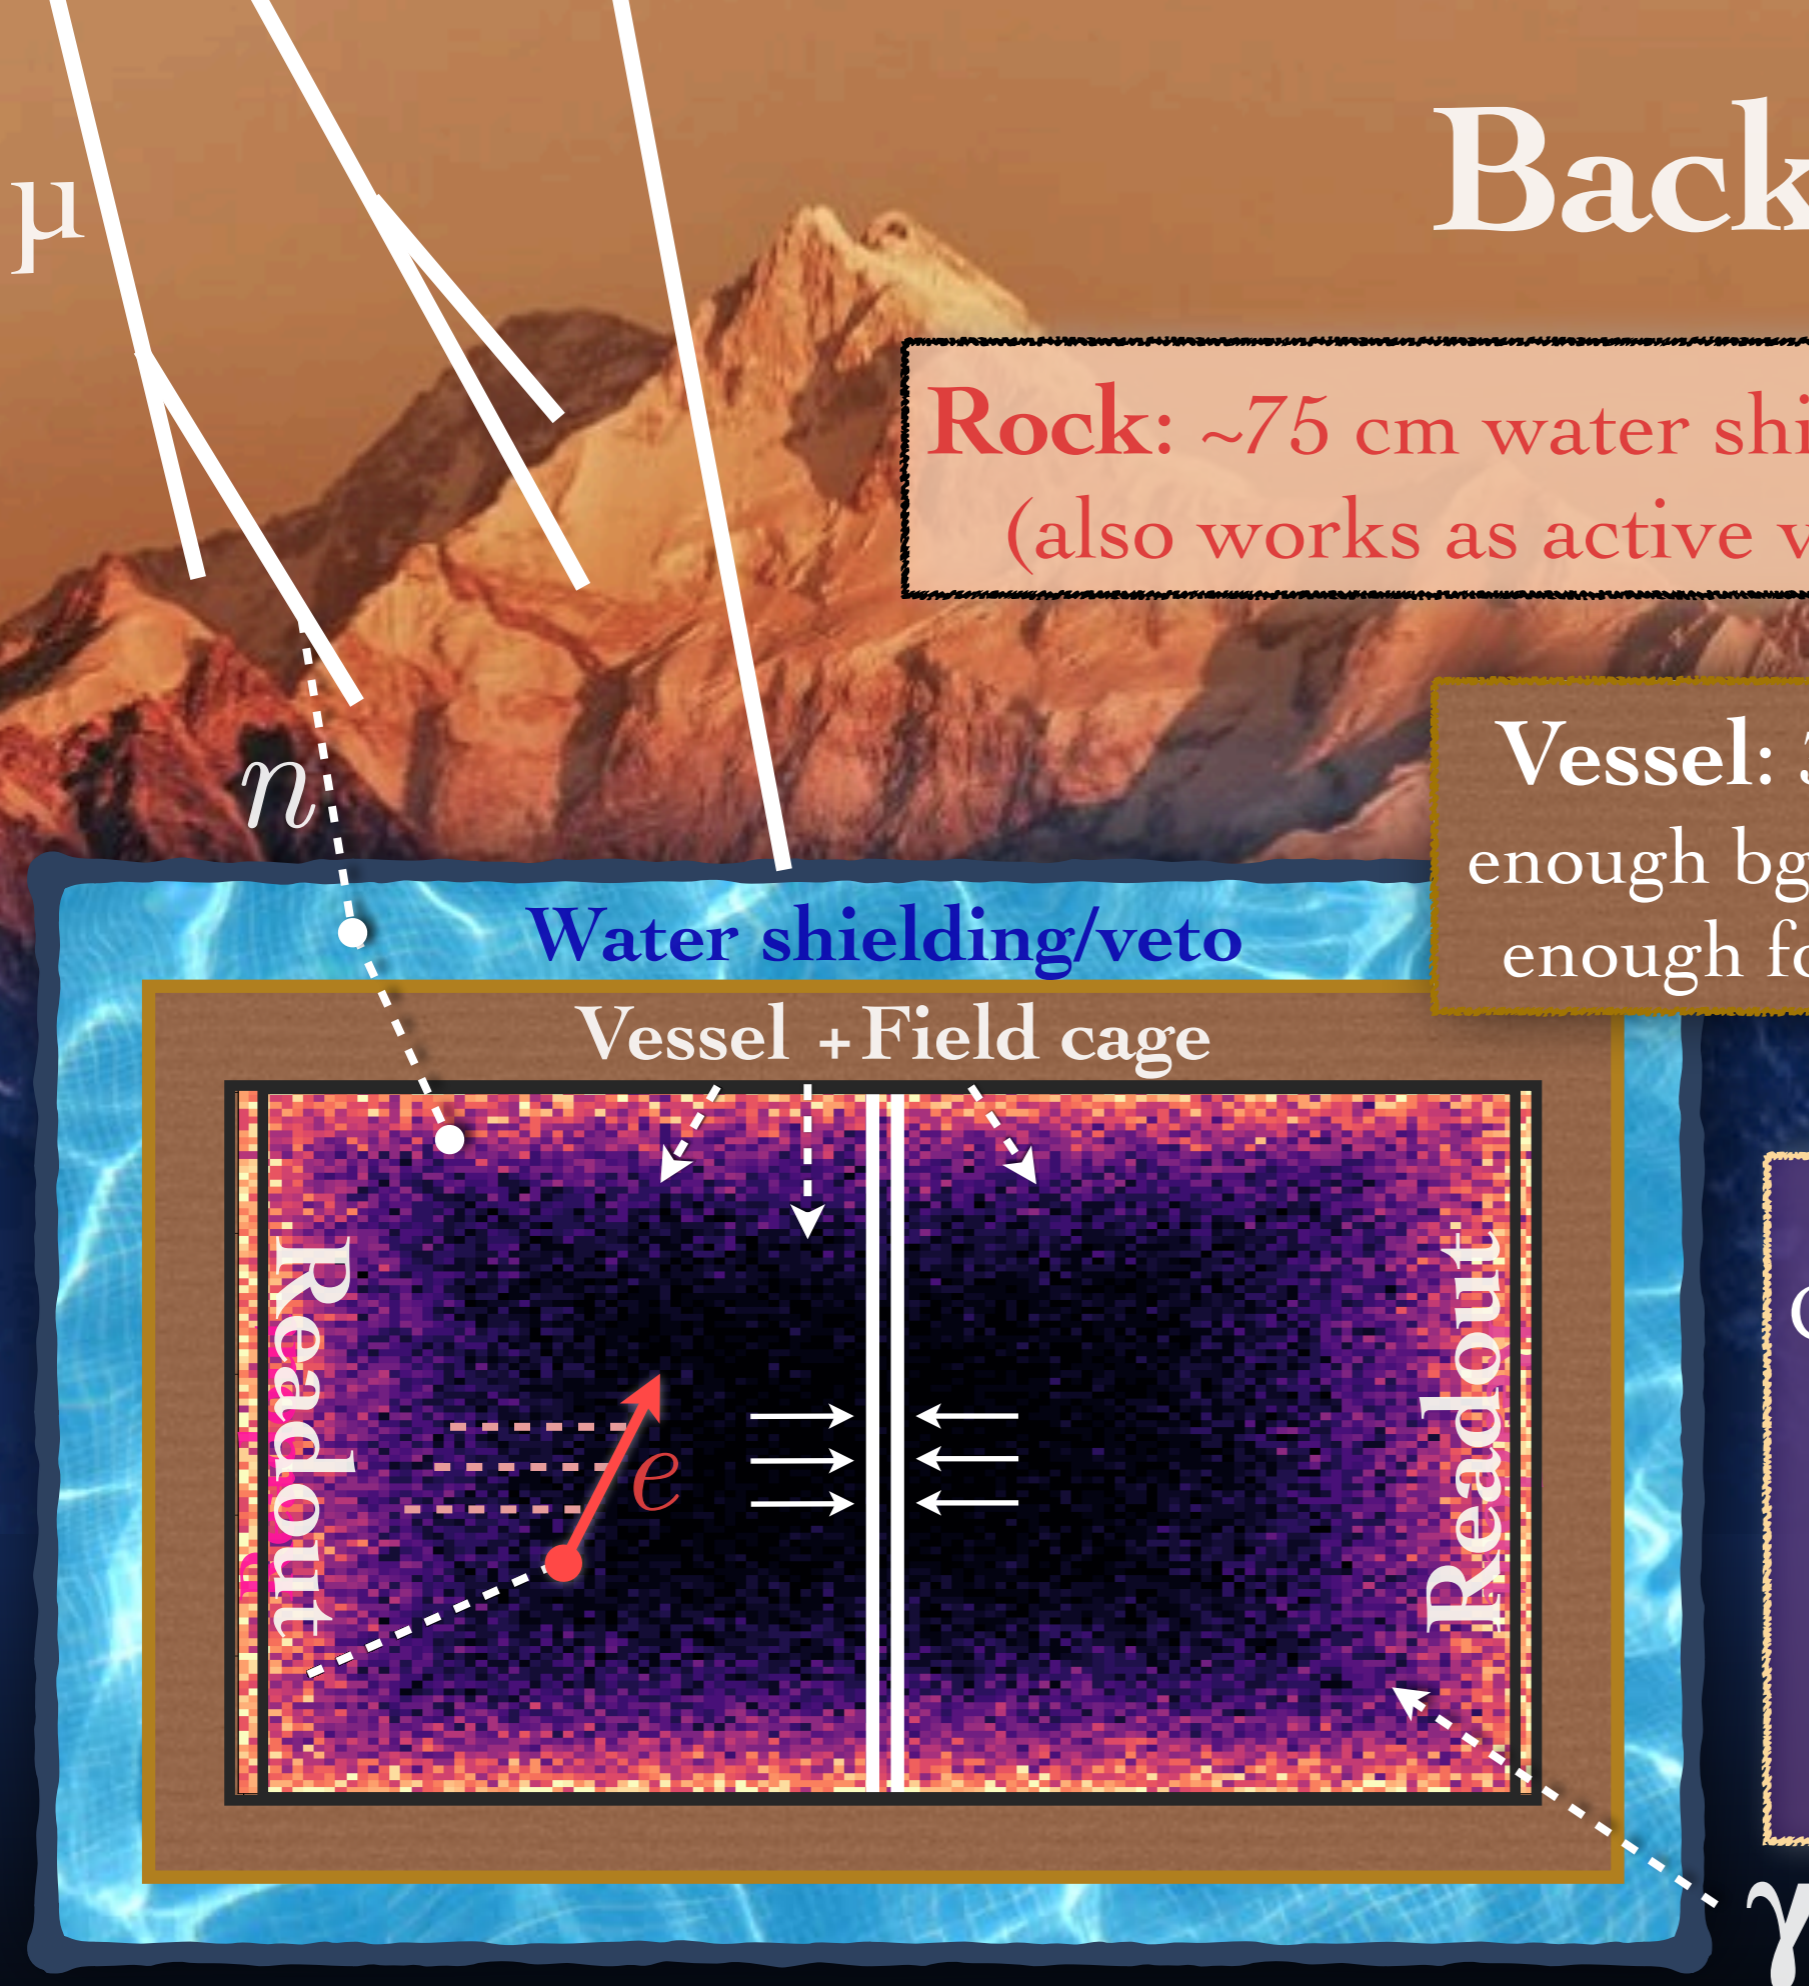 Back
μ
Rock: ~75 cm water shi
(also works as active v
Vessel: 3
enough bg
enough fo
n
Water shielding/veto
Vessel + Field cage
Readout
Readout
e
γ